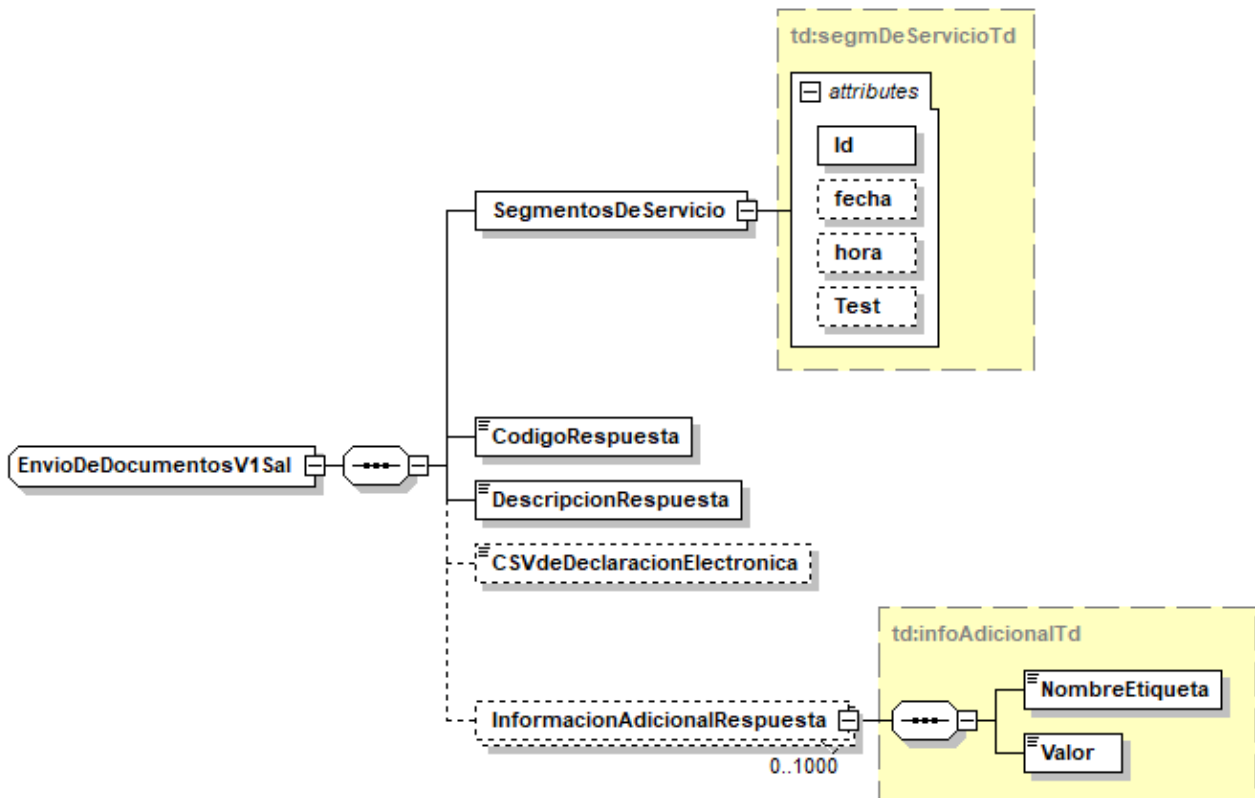 td:segmDeServicioTd
attributes
Id
fecha
hora
Test
SegmentosDeServicio
CodigoRespuesta
EnvioDeDocumentosV1Sal
DescripcionRespuesta
CSVdeDeclaracionElectronica
td:infoAdicionalTd
NombreEtiqueta
InformacionAdicionalRespuesta
Valor
0..1000